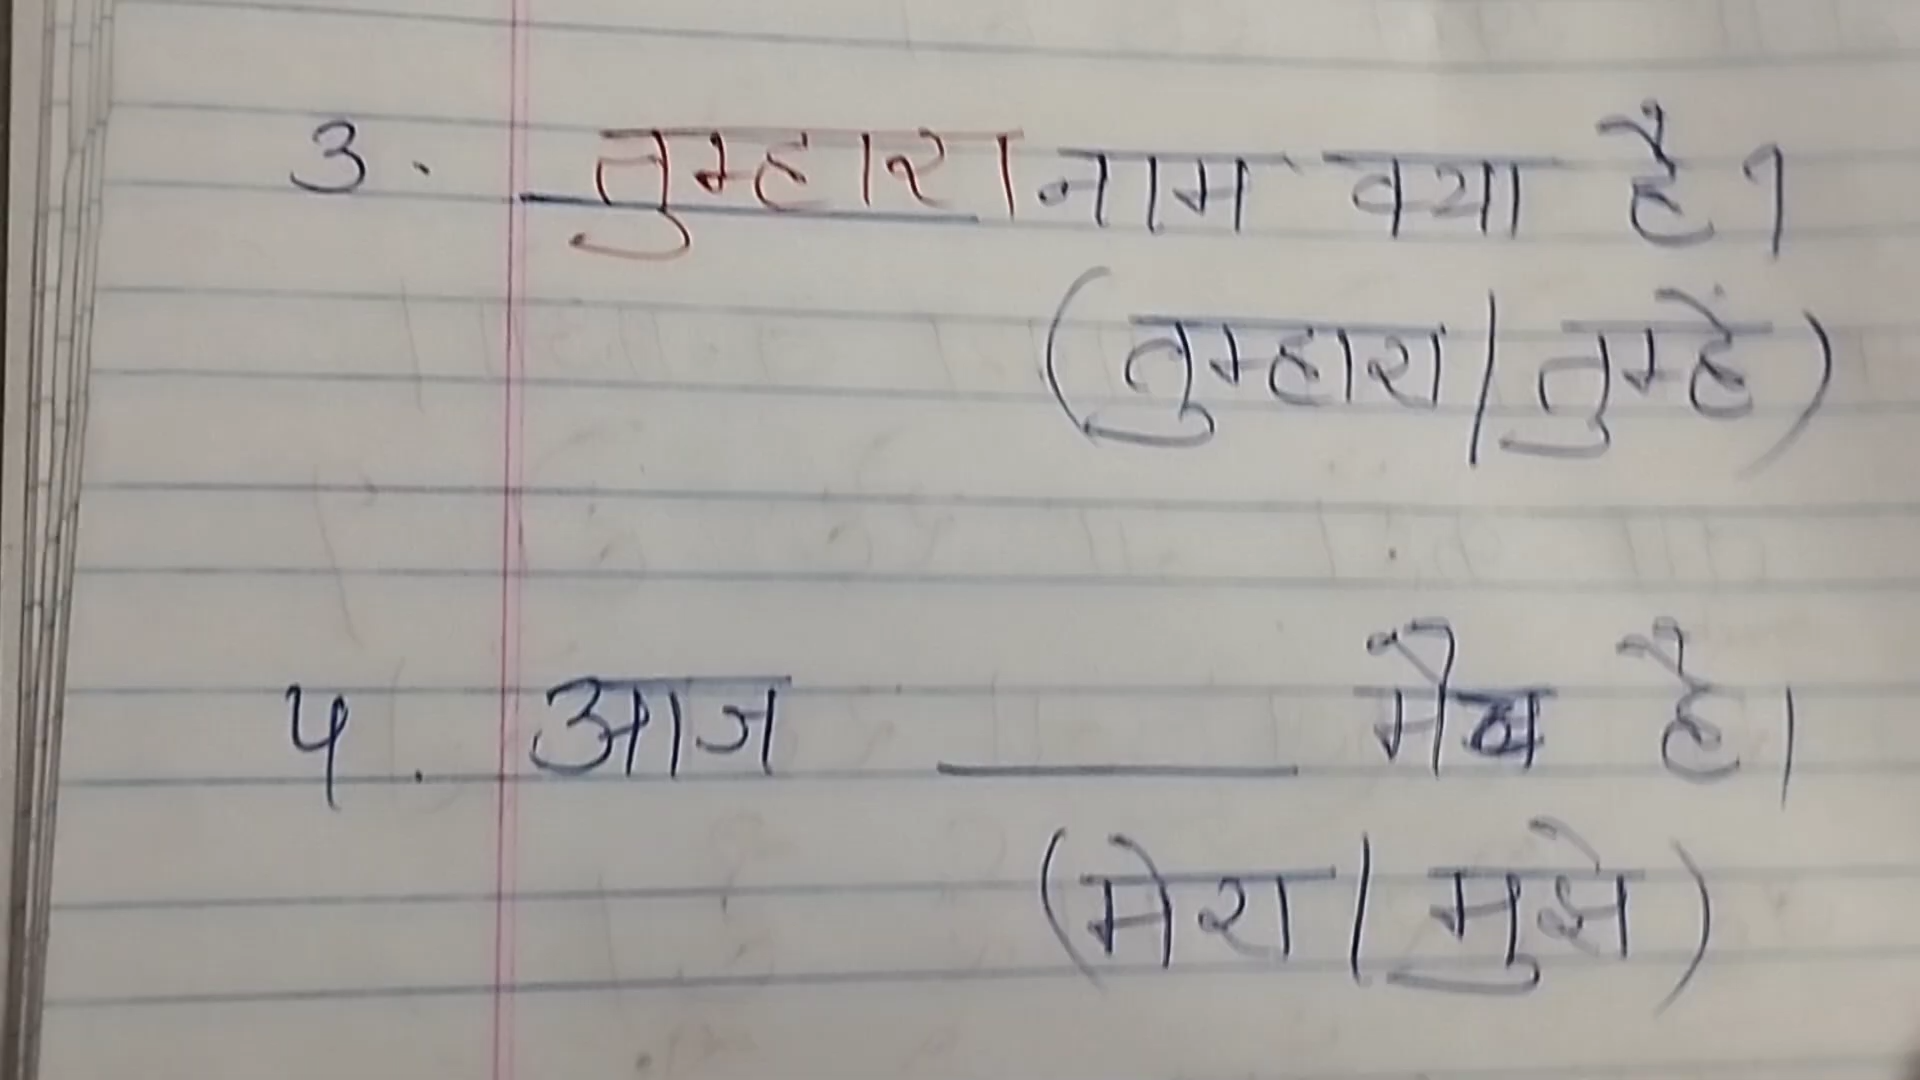 3. तुम्हारा नाम क्या है।
(तुम्हारा/तुम्हे)
4. आज ______ मैच है।
(मेरा/मुझे)